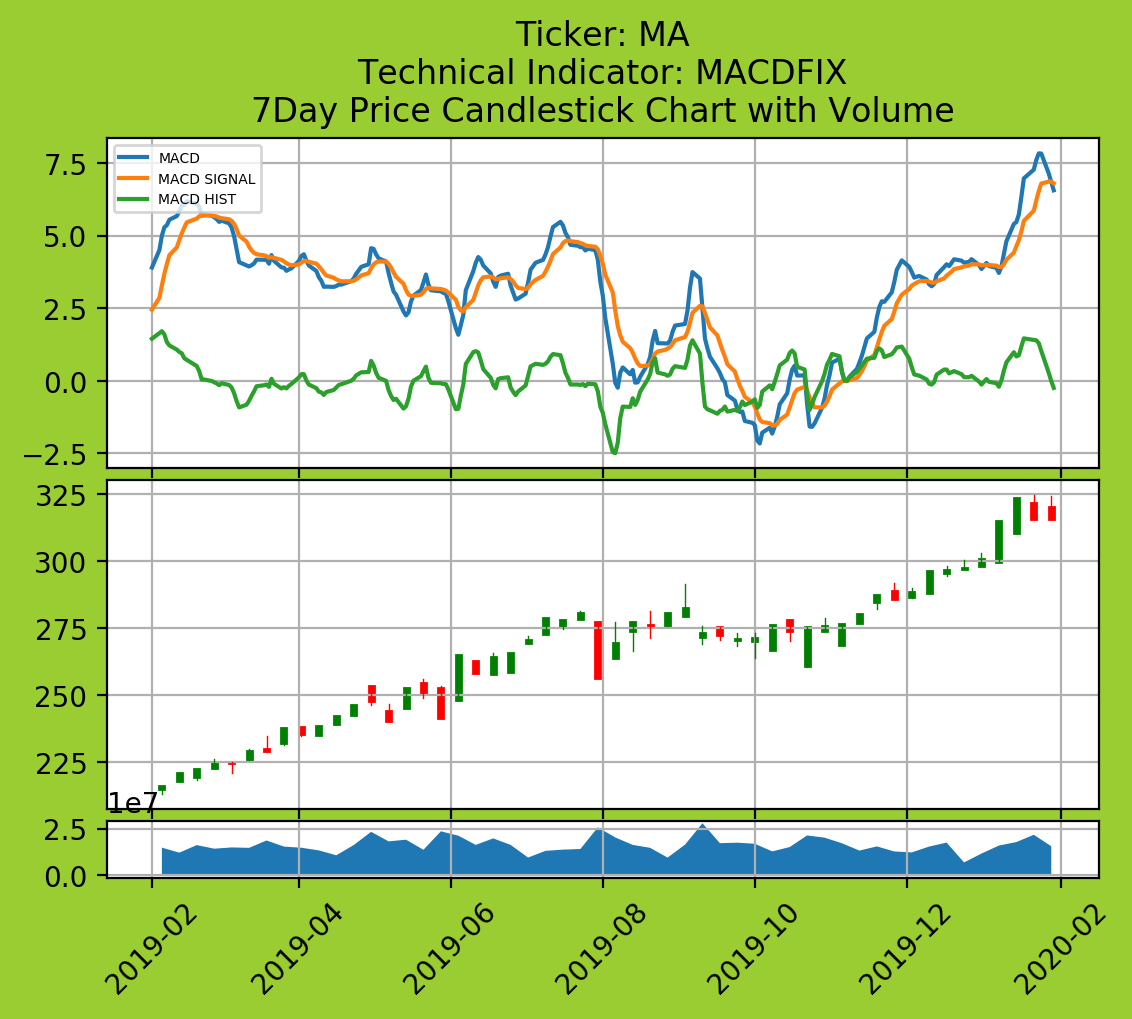 Ticker: MA
Technical Indicator: MACDFIX
7Day Price Candlestick Chart with Volume
MACD
MACD SIGNAL
MACD HIST
7.5
5.0
2.5
0.0
−2.5
325
300
275
250
225
1e7
2.5
0.0
2019-02
2019-04
2019-06
2019-08
2019-10
2019-12
2020-02